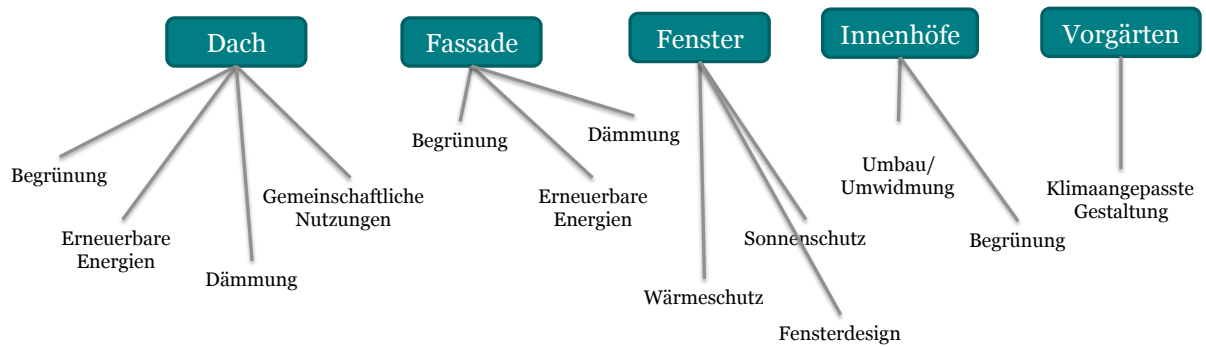 Dach
Fassade
Fenster
Innenhöfe
Vorgärten
Begrünung
Erneuerbare
Energien
Dämmung
Gemeinschaftliche
Nutzungen
Begrünung
Erneuerbare
Energien
Dämmung
Wärmeschutz
Fensterdesign
Sonnenschutz
Umbau/
Umwidmung
Begrünung
Klimaangepasste
Gestaltung